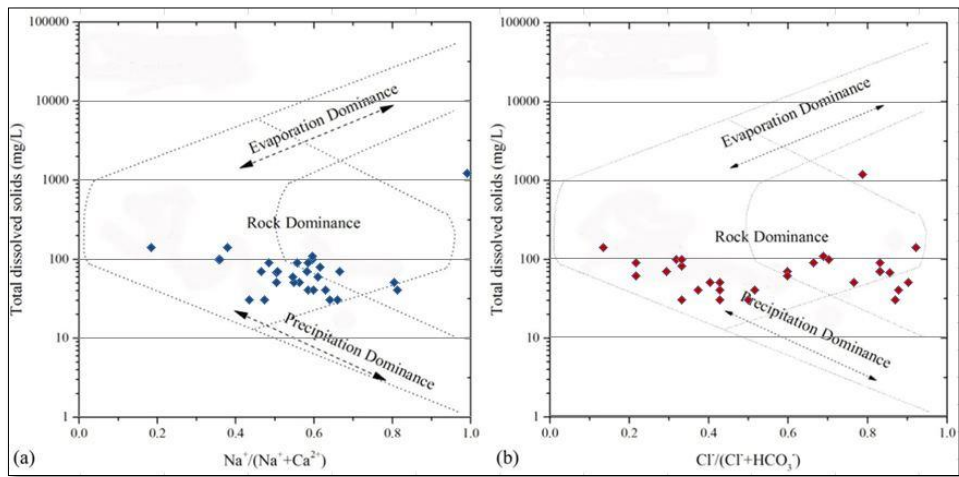 100000
10000
1000
100
10
1
Total dissolved solids (mg/L)
Evaporation Dominance
Rock Dominance
Precipitation Dominance
0.0 0.2 0.4 0.6 0.8 1.0
(a) Na⁺/(Na⁺+Ca²⁺)
100000
10000
1000
100
10
1
Total dissolved solids (mg/L)
Evaporation Dominance
Rock Dominance
Precipitation Dominance
0.0 0.2 0.4 0.6 0.8 1.0
(b) Cl⁻/(Cl⁻+HCO₃⁻)